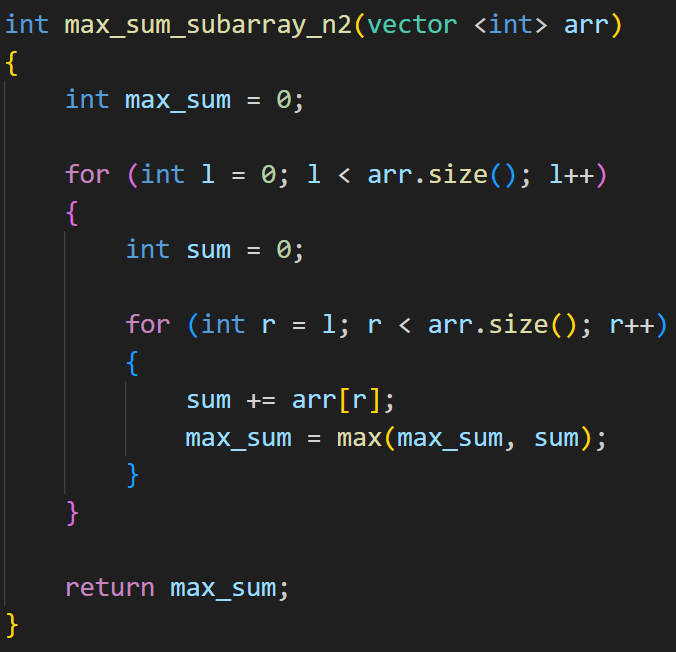 int max_sum_subarray_n2(vector <int> arr)
{
    int max_sum = 0;

    for (int l = 0; l < arr.size(); l++)
    {
        int sum = 0;

        for (int r = l; r < arr.size(); r++)
        {
            sum += arr[r];
            max_sum = max(max_sum, sum);
        }
    }

    return max_sum;
}